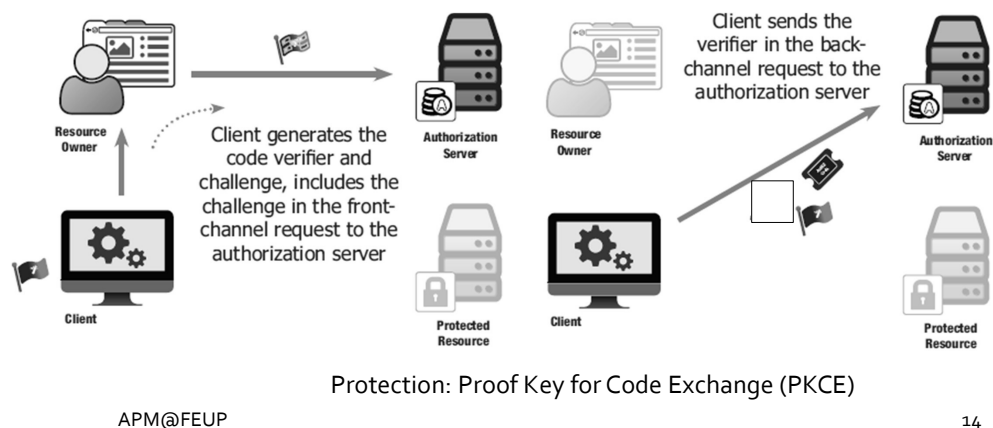 Resource
Owner
Client generates the
code verifier and
challenge, includes the
challenge in the front-
channel request to the
authorization server
Authorization
Server
Client
Protected
Resource
Client sends the
verifier in the back-
channel request to the
authorization server
Resource
Owner
Authorization
Server
Client
Protected
Resource
Protection: Proof Key for Code Exchange (PKCE)
APM@FEUP
14